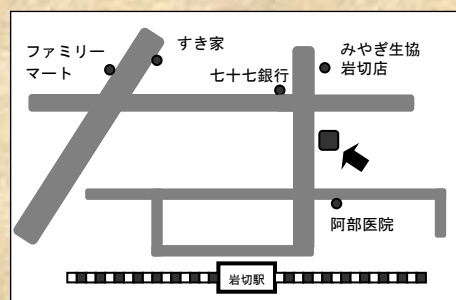 ファミリー
マート
すき家
七十七銀行
みやぎ生協
岩切店
阿部医院
岩切駅